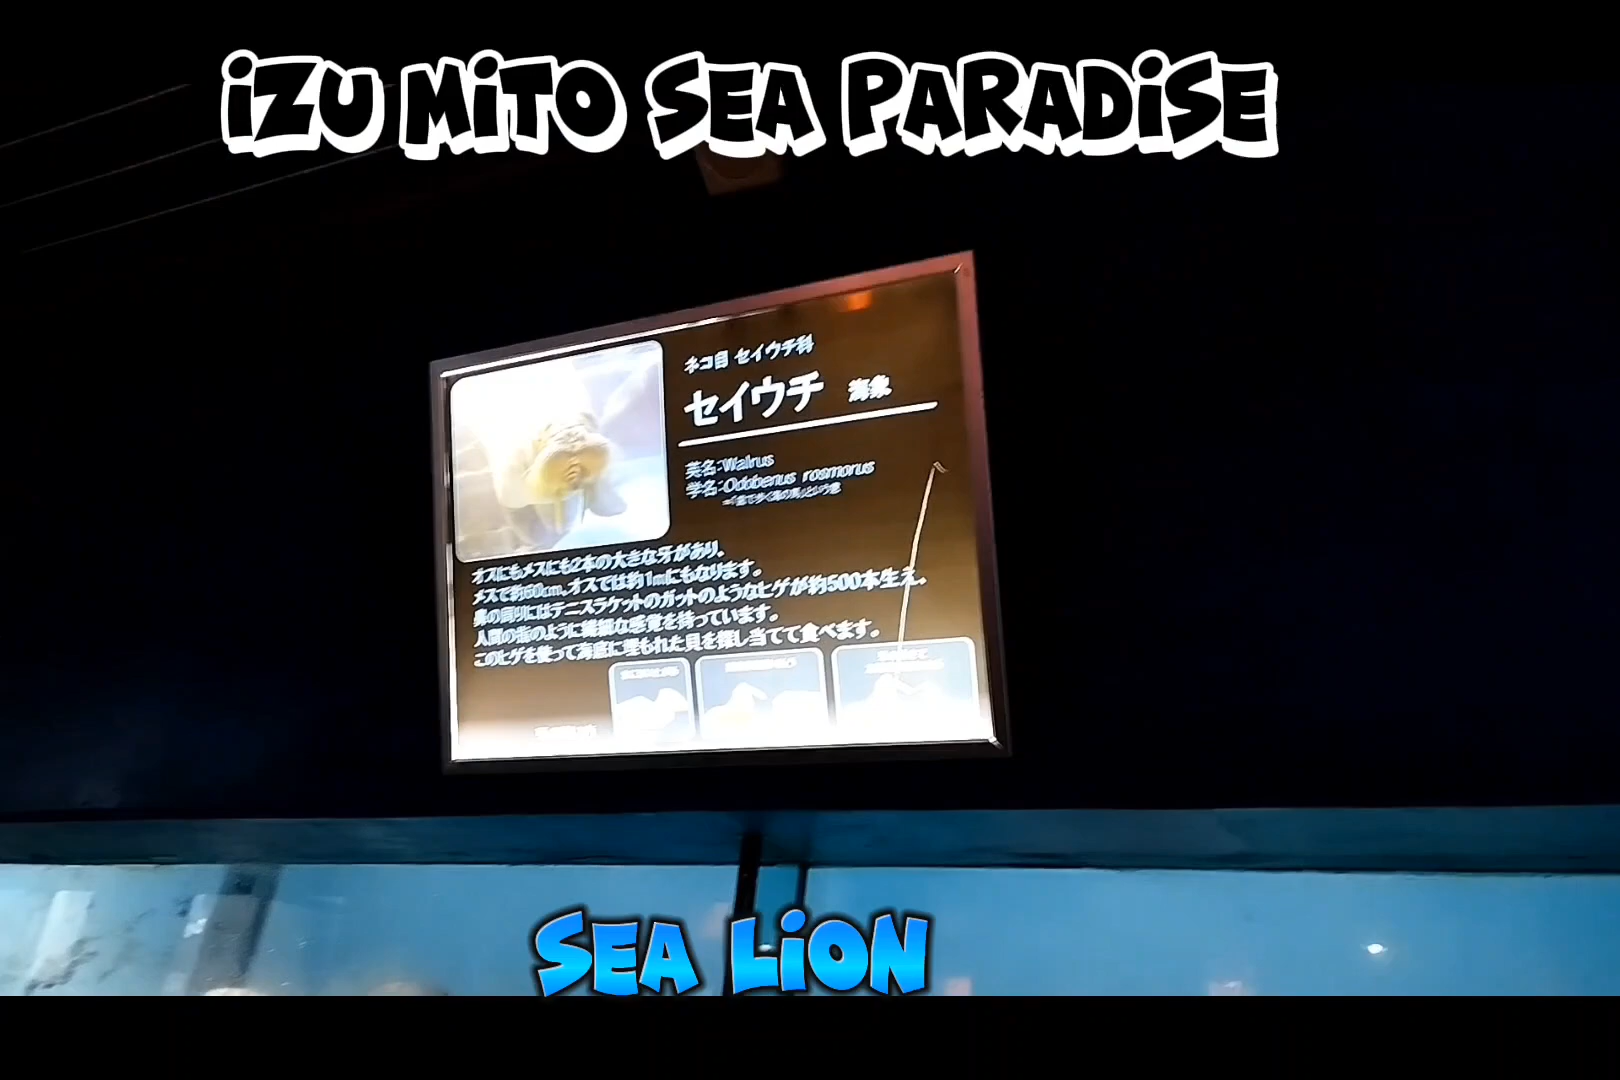 iZU MiTO SEA PARADiSE
ネコ目 セイウチ科
セイウチ 海象
英名:Walrus
学名:Odobenus rosmorus
オスにもメスにも2本の大きな牙があり、
メスで約60cm、オスでは約1mにもなります。
鼻の周りにはテニスラケットのガットのようなヒゲが約500本生え、
人間の指のように繊細な感覚を持っています。
このヒゲを使って海底に埋もれた貝を探し当てて食べます。
SEA LiON